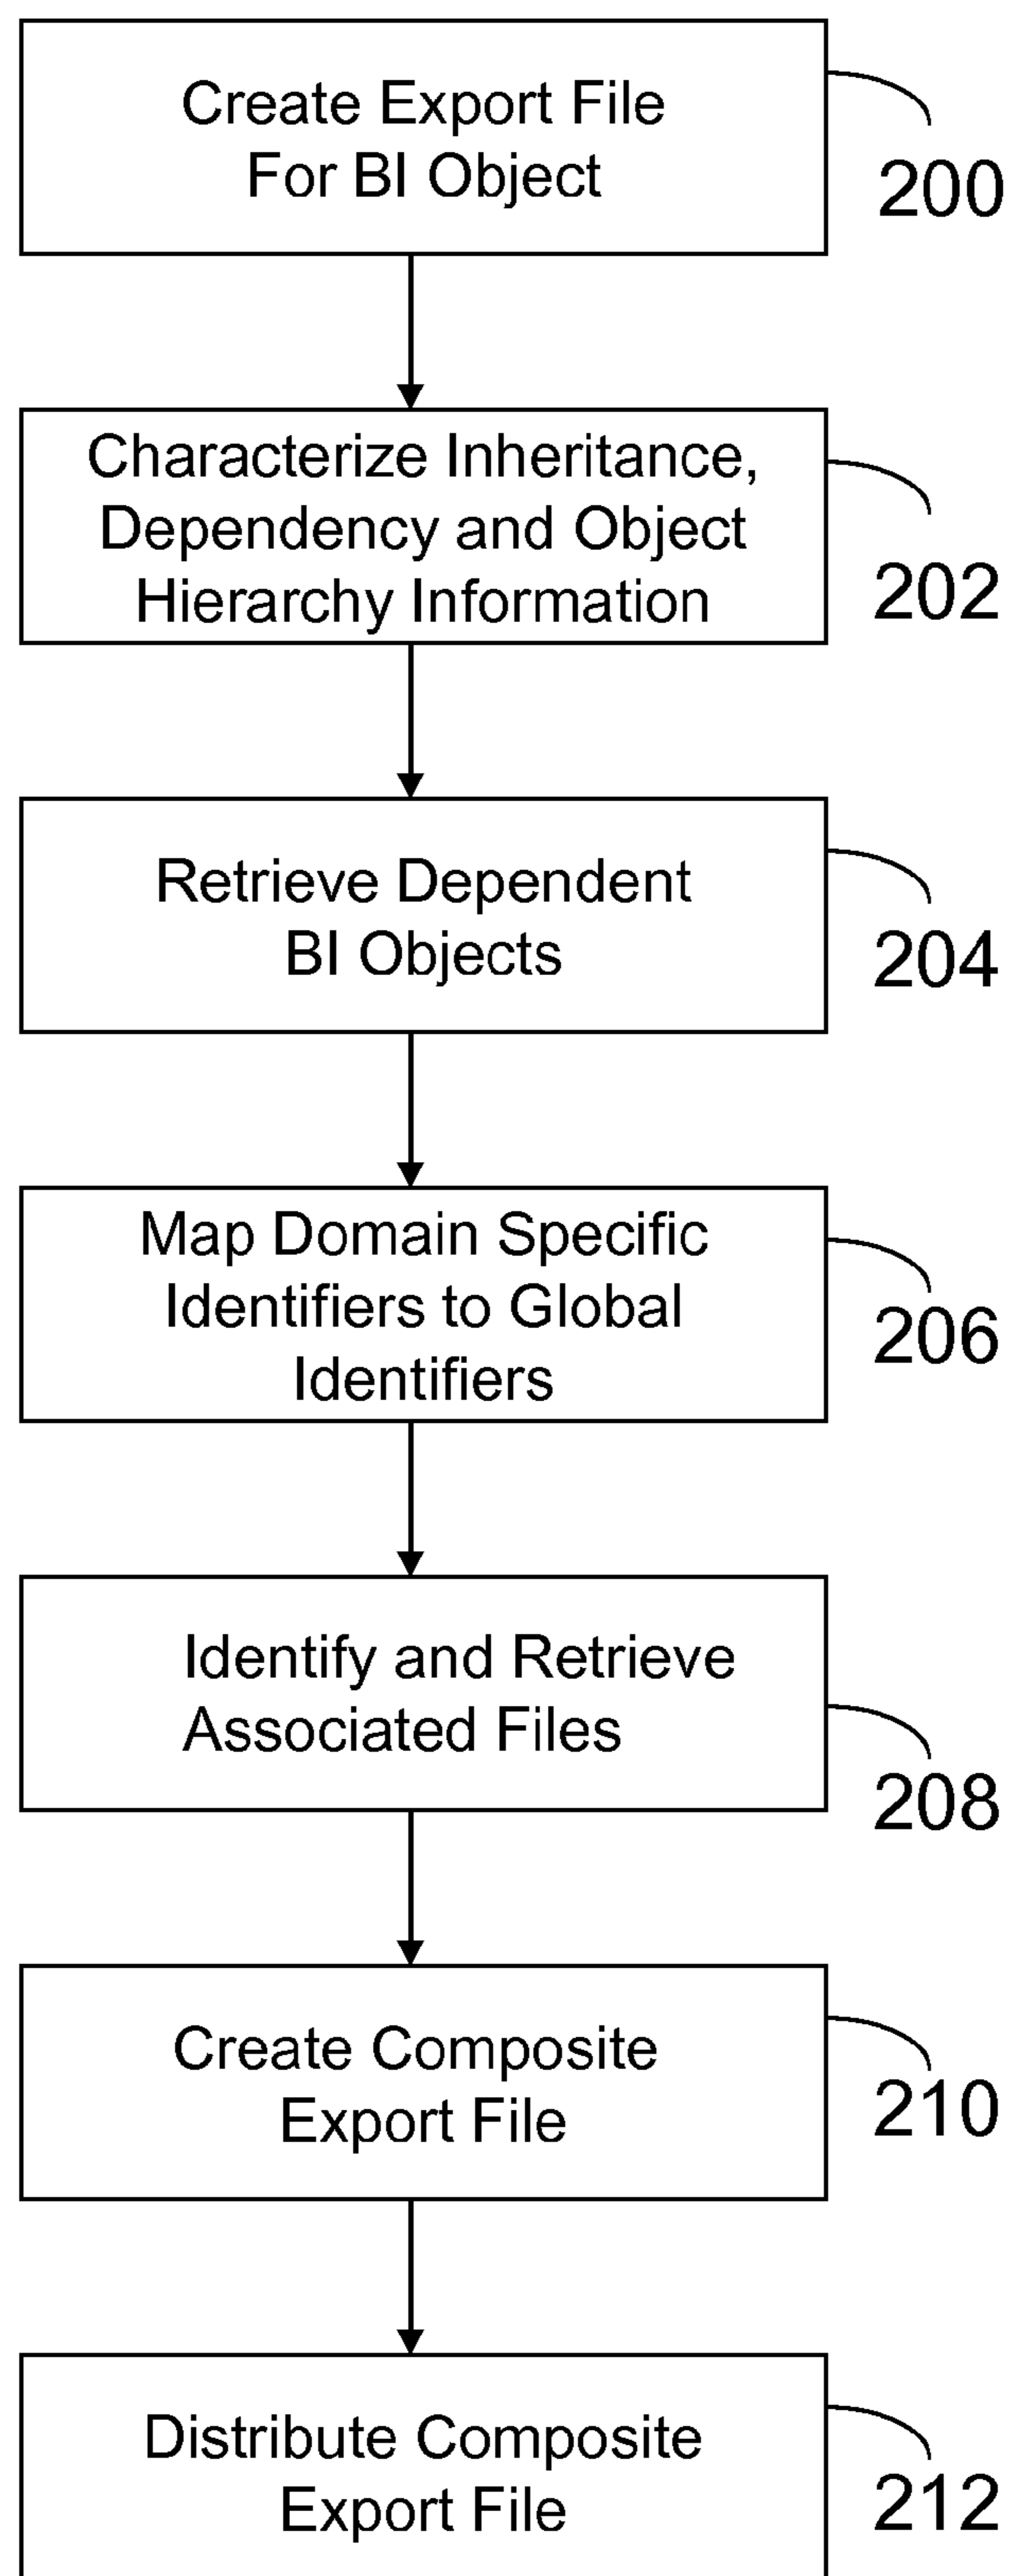 Create Export File
For BI Object
200
Characterize Inheritance,
Dependency and Object
Hierarchy Information
202
Retrieve Dependent
BI Objects
204
Map Domain Specific
Identifiers to Global
Identifiers
206
Identify and Retrieve
Associated Files
208
Create Composite
Export File
210
Distribute Composite
Export File
212